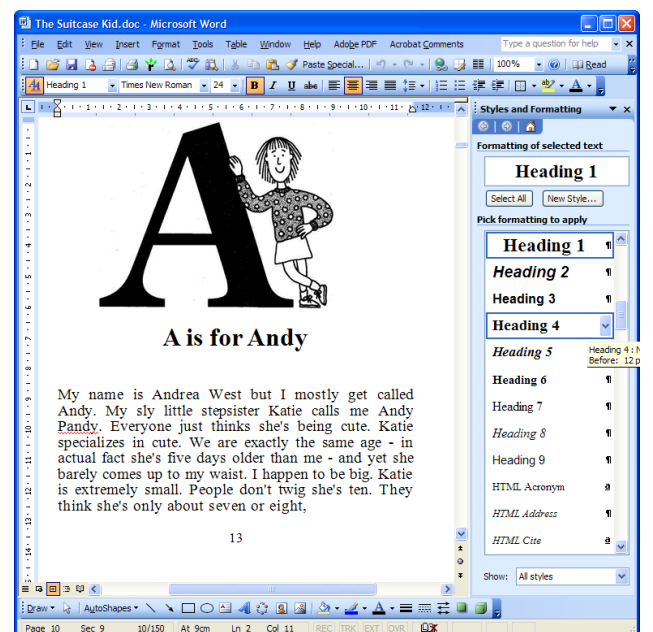 The Suitcase Kid.doc - Microsoft Word
File Edit View Insert Format Tools Table Window Help Adobe PDF Acrobat Comments Type a question for help
Paste Special... 100% Read
Heading 1 Times New Roman 24 B I U abc
Styles and Formatting
Formatting of selected text
Heading 1
Select All New Style...
Pick formatting to apply
Heading 1
Heading 2
Heading 3
Heading 4
Heading 4 : N
Before: 12 p
Heading 5
Heading 6
Heading 7
Heading 8
Heading 9
HTML Acronym
HTML Address
HTML Cite
Show: All styles
A
A is for Andy
My name is Andrea West but I mostly get called
Andy. My sly little stepsister Katie calls me Andy
Pandy. Everyone just thinks she's being cute. Katie
specializes in cute. We are exactly the same age - in
actual fact she's five days older than me - and yet she
barely comes up to my waist. I happen to be big. Katie
is extremely small. People don't twig she's ten. They
think she's only about seven or eight,
13
Draw AutoShapes
Page 10 Sec 9 10/150 At 9cm Ln 2 Col 11 REC TRK EXT OVR